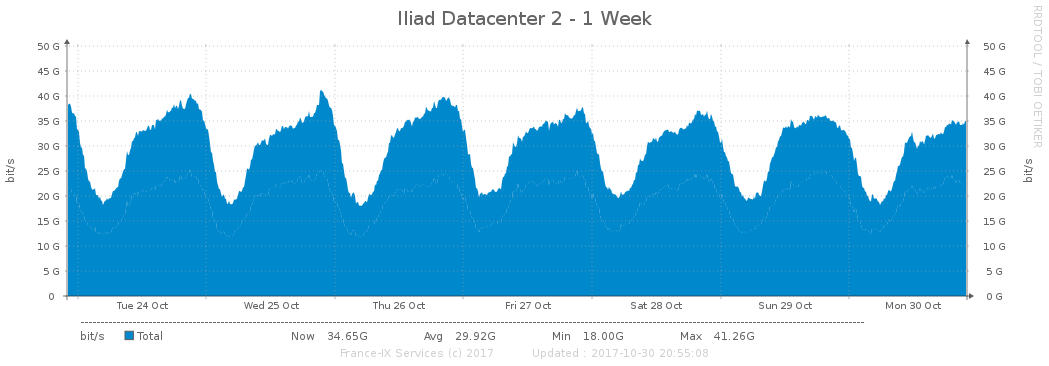 Iliad Datacenter 2 - 1 Week
RRDTOOL / TOBI OETIKER
bit/s
bit/s
50 G 50 G
45 G 45 G
40 G 40 G
35 G 35 G
30 G 30 G
25 G 25 G
20 G 20 G
15 G 15 G
10 G 10 G
5 G 5 G
0 0 G
Tue 24 Oct Wed 25 Oct Thu 26 Oct Fri 27 Oct Sat 28 Oct Sun 29 Oct Mon 30 Oct
bit/s Total Now 34.65G Avg 29.92G Min 18.00G Max 41.26G
France-IX Services (c) 2017 Updated : 2017-10-30 20:55:08